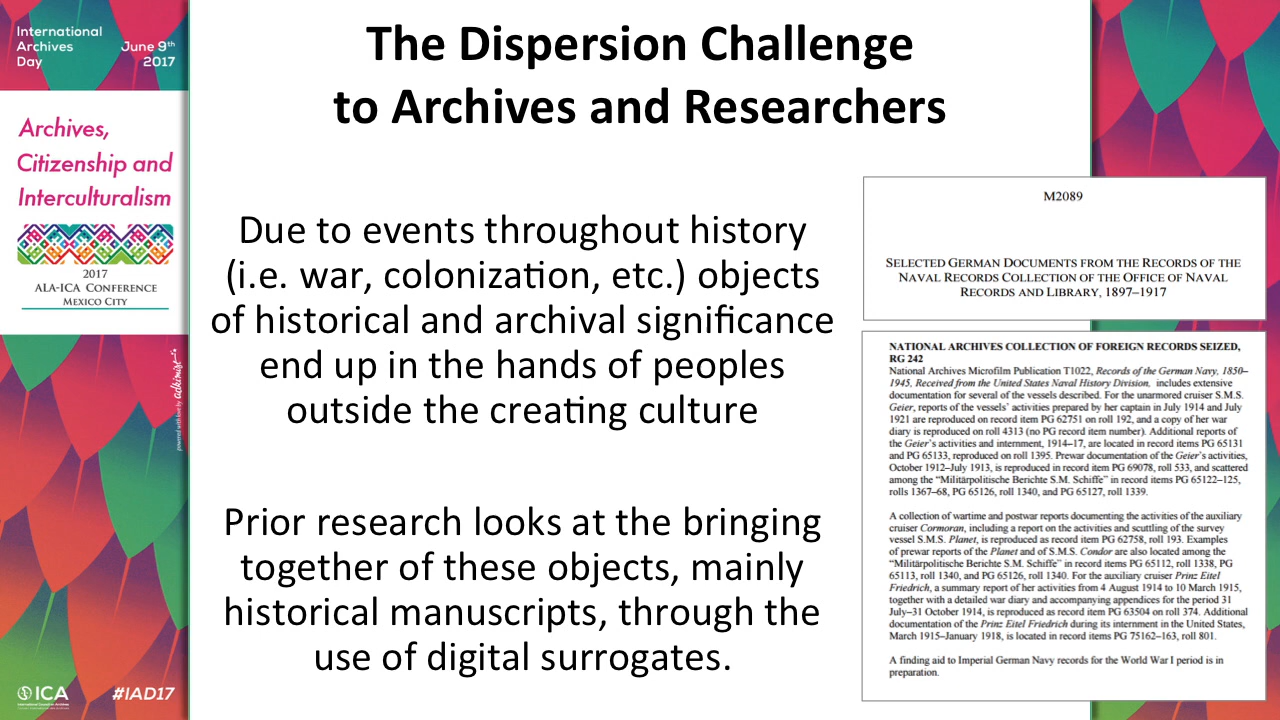 International
Archives
Day
June 9th
2017
Archives,
Citizenship and
Interculturalism
2017
ALA-ICA CONFERENCE
MEXICO CITY
powered with love by adkimist
ICA
International Council on Archives
#IAD17
The Dispersion Challenge
to Archives and Researchers
Due to events throughout history
(i.e. war, colonization, etc.) objects
of historical and archival significance
end up in the hands of peoples
outside the creating culture
Prior research looks at the bringing
together of these objects, mainly
historical manuscripts, through the
use of digital surrogates.
M2089
SELECTED GERMAN DOCUMENTS FROM THE RECORDS OF THE
NAVAL RECORDS COLLECTION OF THE OFFICE OF NAVAL
RECORDS AND LIBRARY, 1897–1917
NATIONAL ARCHIVES COLLECTION OF FOREIGN RECORDS SEIZED,
RG 242
National Archives Microfilm Publication T1022, Records of the German Navy, 1850–
1945, Received from the United States Naval History Division, includes extensive
documentation for several of the vessels described. For the unarmored cruiser S.M.S.
Geier, reports of the vessels' activities prepared by her captain in July 1914 and July
1921 are reproduced on record item PG 62751 on roll 192, and a copy of her war
diary is reproduced on roll 4313 (no PG record item number). Additional reports of
the Geier's activities and internment, 1914–17, are located in record items PG 65131
and PG 65133, reproduced on roll 1395. Prewar documentation of the Geier's activities,
October 1912–July 1913, is reproduced in record item PG 69078, roll 533, and scattered
among the "Militärpolitische Berichte S.M. Schiffe" in record items PG 65122–125,
rolls 1367–68, PG 65126, roll 1340, and PG 65127, roll 1339.
A collection of wartime and postwar reports documenting the activities of the auxiliary
cruiser Cormoran, including a report on the activities and scuttling of the survey
vessel S.M.S. Planet, is reproduced as record item PG 62758, roll 193. Examples
of prewar reports of the Planet and of S.M.S. Condor are also located among the
"Militärpolitische Berichte S.M. Schiffe" in record items PG 65112, roll 1338, PG
65113, roll 1340, and PG 65126, roll 1340. For the auxiliary cruiser Prinz Eitel
Friedrich, a summary report of her activities from 4 August 1914 to 10 March 1915,
together with a detailed war diary and accompanying appendices for the period 31
July–31 October 1914, is reproduced as record item PG 63504 on roll 374. Additional
documentation of the Prinz Eitel Friedrich during its internment in the United States,
March 1915–January 1918, is located in record items PG 75162–163, roll 801.
A finding aid to Imperial German Navy records for the World War I period is in
preparation.